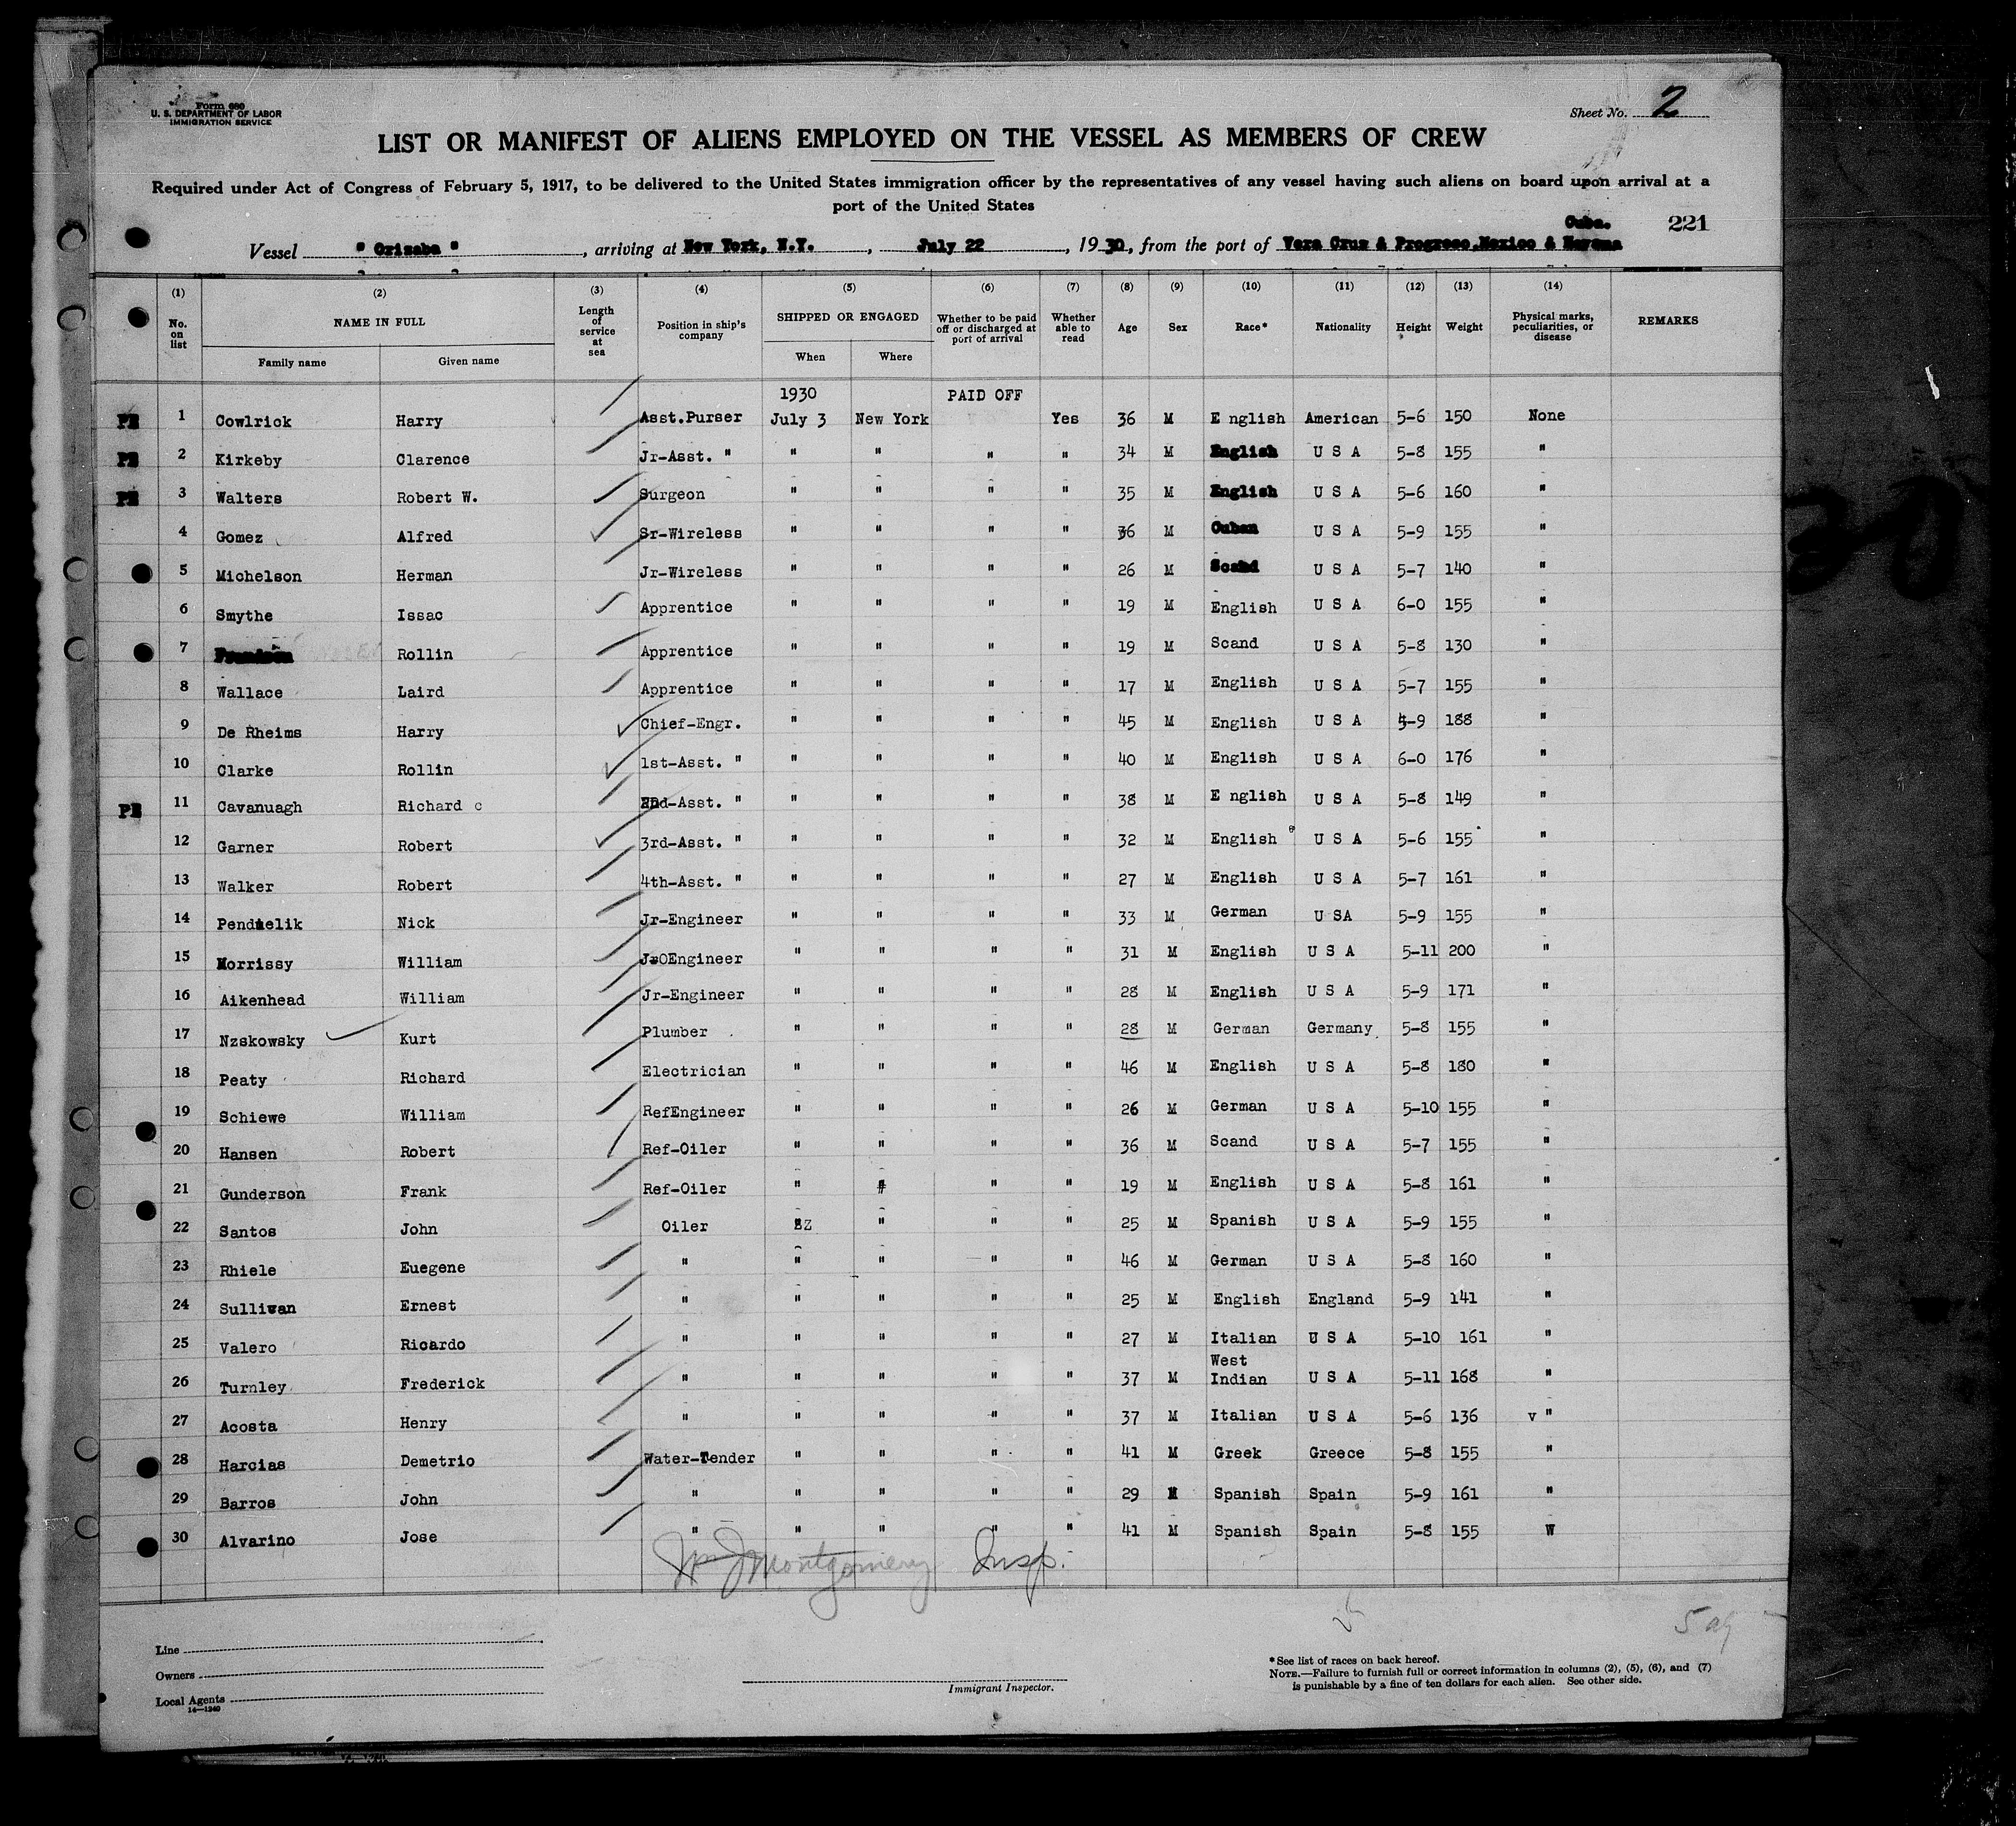 Form 680
U. S. DEPARTMENT OF LABOR
IMMIGRATION SERVICE
Sheet No. 2
LIST OR MANIFEST OF ALIENS EMPLOYED ON THE VESSEL AS MEMBERS OF CREW
Required under Act of Congress of February 5, 1917, to be delivered to the United States immigration officer by the representatives of any vessel having such aliens on board upon arrival at a
port of the United States
Cuba. 221
Vessel " Orizaba ", arriving at New York, N.Y. , July 22 , 1930, from the port of Vera Cruz & Progreso,Mexico & Havana
(1) (2) (3) (4) (5) (6) (7) (8) (9) (10) (11) (12) (13) (14)
No. on list NAME IN FULL Family name Given name Length of service at sea Position in ship's company SHIPPED OR ENGAGED When Where Whether to be paid off or discharged at port of arrival Whether able to read Age Sex Race* Nationality Height Weight Physical marks, peculiarities, or disease REMARKS
1930 PAID OFF
1 Cowlrick Harry Asst.Purser July 3 New York Yes 36 M E nglish American 5-6 150 None
2 Kirkeby Clarence Jr-Asst. " " " " " 34 M English U S A 5-8 155 "
3 Walters Robert W. Surgeon " " " " 35 M English U S A 5-6 160 "
4 Gomez Alfred Sr-Wireless " " " " 36 M Cuban U S A 5-9 155 "
5 Michelson Herman Jr-Wireless " " " " 26 M Scand U S A 5-7 140 "
6 Smythe Issac Apprentice " " " " 19 M English U S A 6-0 155 "
7 Rollin Apprentice " " " " 19 M Scand U S A 5-8 130 "
8 Wallace Laird Apprentice " " " " 17 M English U S A 5-7 155 "
9 De Rheims Harry Chief-Engr. " " " " 45 M English U S A 5-9 188 "
10 Clarke Rollin 1st-Asst. " " " " " 40 M English U S A 6-0 176 "
11 Cavanuagh Richard c 2nd-Asst. " " " " " 38 M E nglish U S A 5-8 149 "
12 Garner Robert 3rd-Asst. " " " " " 32 M English U S A 5-6 155 "
13 Walker Robert 4th-Asst. " " " " " 27 M English U S A 5-7 161 "
14 Pendmelik Nick Jr-Engineer " " " " 33 M German U SA 5-9 155 "
15 Morrissy William JrOEngineer " " " " 31 M English U S A 5-11 200 "
16 Aikenhead William Jr-Engineer " " " " 28 M English U S A 5-9 171 "
17 Nzskowsky Kurt Plumber " " " " 28 M German Germany 5-8 155 "
18 Peaty Richard Electrician " " " " 46 M English U S A 5-8 180 "
19 Schiewe William RefEngineer " " " " 26 M German U S A 5-10 155 "
20 Hansen Robert Ref-Oiler " " " " 36 M Scand U S A 5-7 155 "
21 Gunderson Frank Ref-Oiler " # " " 19 M English U S A 5-8 161 "
22 Santos John Oiler " " " 25 M Spanish U S A 5-9 155 "
23 Rhiele Euegene " " " " " 46 M German U S A 5-8 160 "
24 Sullivan Ernest " " " " " 25 M English England 5-9 141 "
25 Valero Ricardo " " " " " 27 M Italian U S A 5-10 161 "
26 Turnley Frederick " " " " " 37 M West Indian U S A 5-11 168 "
27 Acosta Henry " " " " " 37 M Italian U S A 5-6 136 v "
28 Harcias Demetrio Water-Tender " " " " 41 M Greek Greece 5-8 155 "
29 Barros John " " " " " 29 M Spanish Spain 5-9 161 "
30 Alvarino Jose " " " " " 41 M Spanish Spain 5-8 155 W
Wm J Montgomery Insp.
Line
Owners
Local Agents
14—1240
Immigrant Inspector.
* See list of races on back hereof.
NOTE.—Failure to furnish full or correct information in columns (2), (5), (6), and (7)
is punishable by a fine of ten dollars for each alien. See other side.